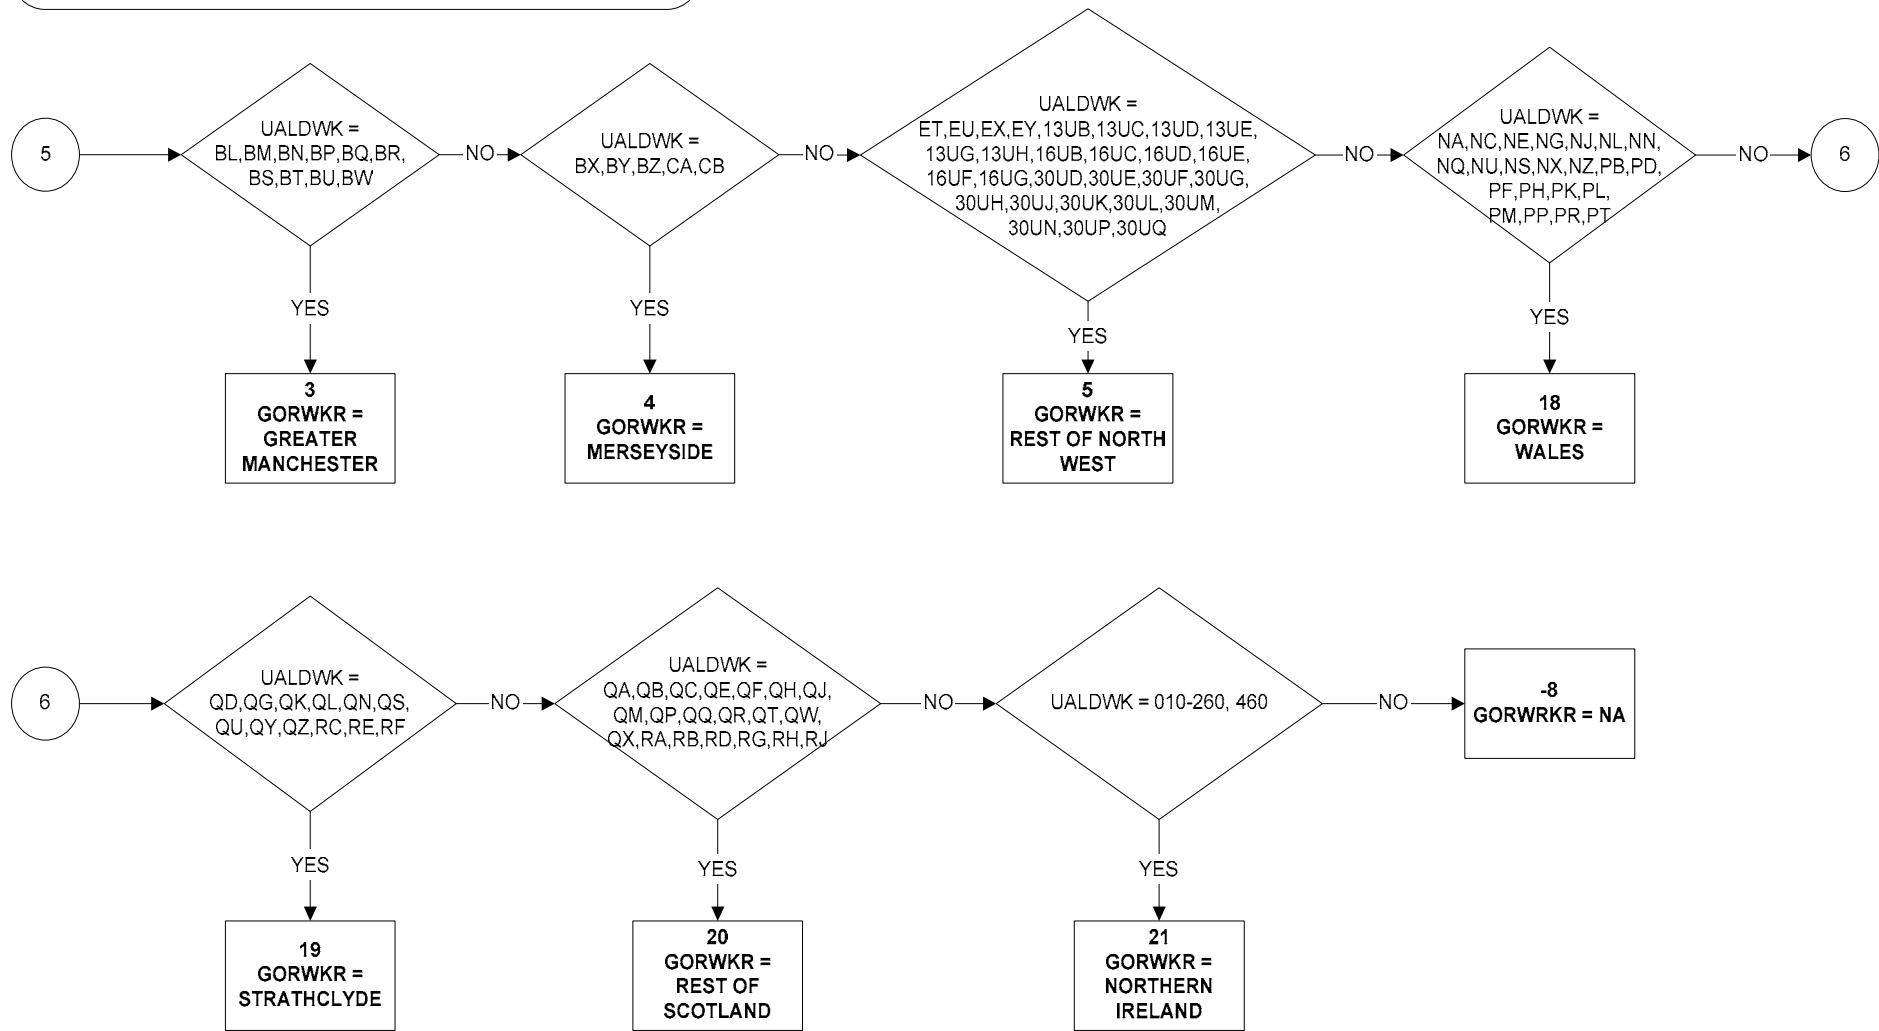 5
UALDWK =
BL,BM,BN,BP,BQ,BR,
BS,BT,BU,BW
NO
UALDWK =
BX,BY,BZ,CA,CB
NO
UALDWK =
ET,EU,EX,EY,13UB,13UC,13UD,13UE,
13UG,13UH,16UB,16UC,16UD,16UE,
16UF,16UG,30UD,30UE,30UF,30UG,
30UH,30UJ,30UK,30UL,30UM,
30UN,30UP,30UQ
NO
UALDWK =
NA,NC,NE,NG,NJ,NL,NN,
NQ,NU,NS,NX,NZ,PB,PD,
PF,PH,PK,PL,
PM,PP,PR,PT
NO
6
YES
YES
YES
YES
3
GORWKR =
GREATER
MANCHESTER
4
GORWKR =
MERSEYSIDE
5
GORWKR =
REST OF NORTH
WEST
18
GORWKR =
WALES
6
UALDWK =
QD,QG,QK,QL,QN,QS,
QU,QY,QZ,RC,RE,RF
NO
UALDWK =
QA,QB,QC,QE,QF,QH,QJ,
QM,QP,QQ,QR,QT,QW,
QX,RA,RB,RD,RG,RH,RJ
NO
UALDWK = 010-260, 460
NO
-8
GORWRKR = NA
YES
YES
YES
19
GORWKR =
STRATHCLYDE
20
GORWKR =
REST OF
SCOTLAND
21
GORWKR =
NORTHERN
IRELAND